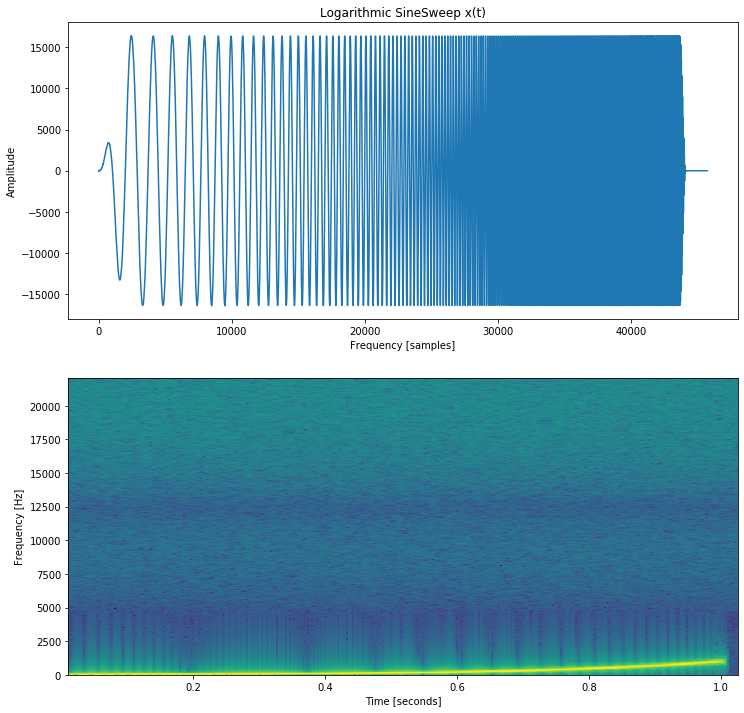 Logarithmic SineSweep x(t)
15000
10000
5000
0
−5000
−10000
−15000
Amplitude
0 10000 20000 30000 40000
Frequency [samples]
20000
17500
15000
12500
10000
7500
5000
2500
0
Frequency [Hz]
0.2 0.4 0.6 0.8 1.0
Time [seconds]